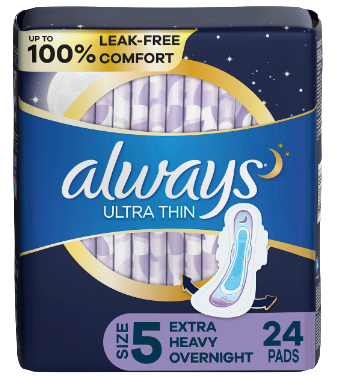 UP TO
100% LEAK-FREE
COMFORT
always
ULTRA THIN
SIZE
5
EXTRA
HEAVY
OVERNIGHT
24
PADS